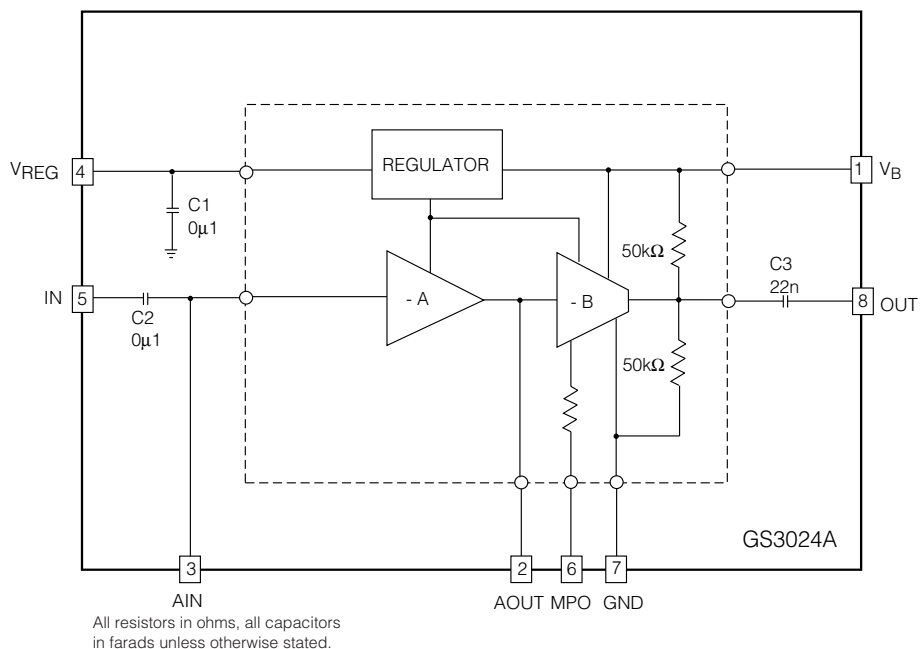 REGULATOR
VREG
4
1
VB
C1
0µ1
50kΩ
C3
22n
IN
5
C2
0µ1
- A
- B
8
OUT
50kΩ
GS3024A
3
2
6
7
AIN
AOUT
MPO
GND
All resistors in ohms, all capacitors
in farads unless otherwise stated.